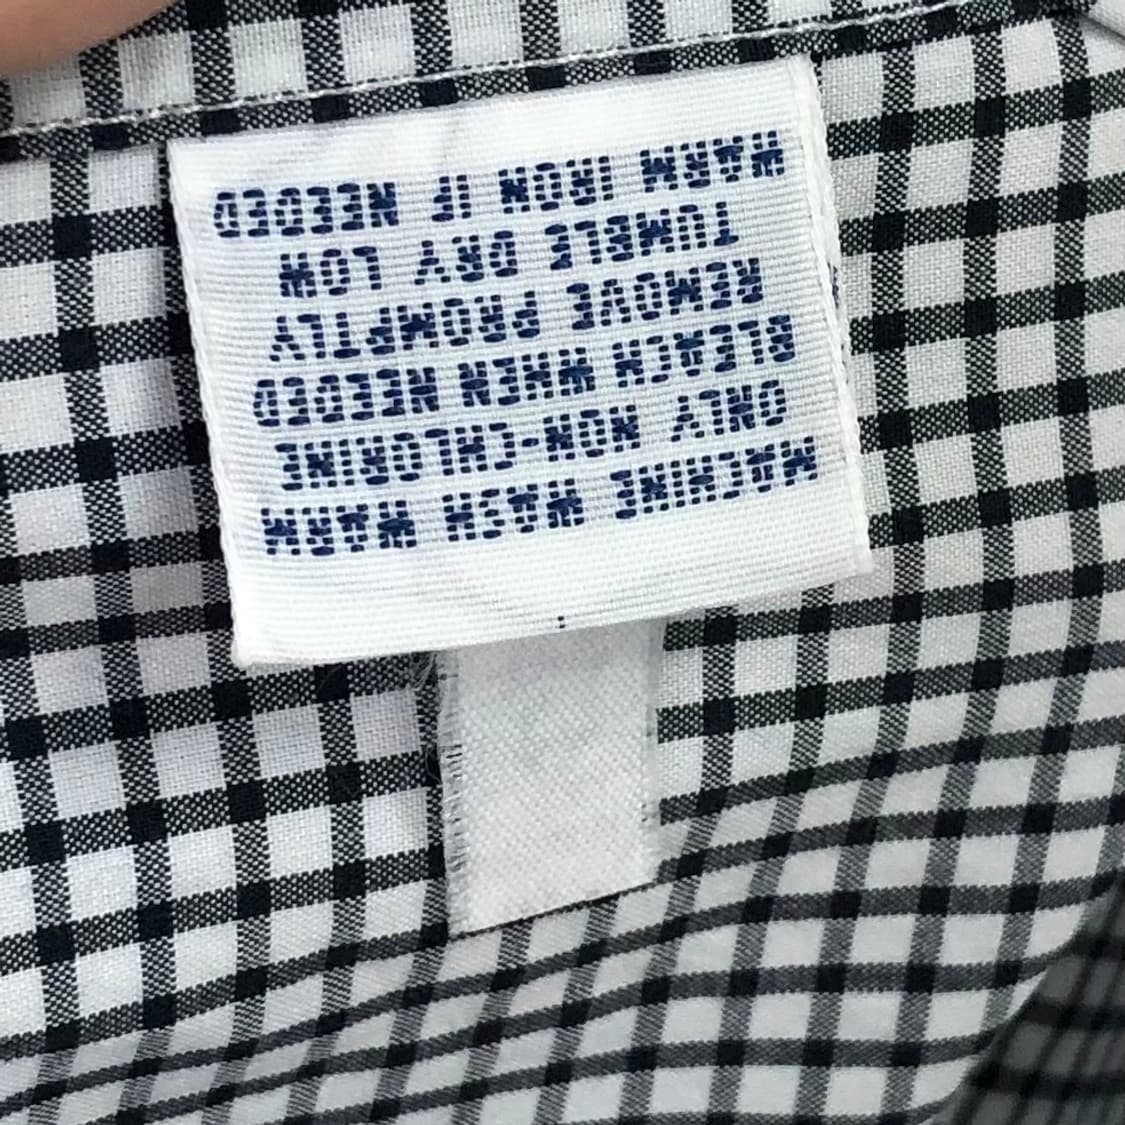 MACHINE WASH WARM
ONLY NON-CHLORINE
BLEACH WHEN NEEDED
REMOVE PROMPTLY
TUMBLE DRY LOW
WARM IRON IF NEEDED